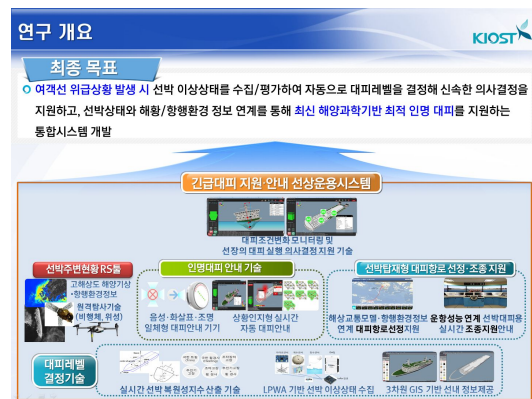 연구 개요
KIOST
최종 목표
여객선 위급상황 발생 시 선박 이상상태를 수집/평가하여 자동으로 대피레벨을 결정해 신속한 의사결정을
지원하고, 선박상태와 해황/항행환경 정보 연계를 통해 최신 해양과학기반 최적 인명 대피를 지원하는
통합시스템 개발
긴급대피 지원·안내 선상운용시스템
대피조건변화 모니터링 및
선장의 대피 실행 의사결정 지원 기술
선박주변현황 RS툴
고해상도 해양기상
·항행환경정보
원격탐사기술
(비행체, 위성)
인명대피 안내 기술
음성·화살표·조명
일체형 대피안내 기기
상황인지형 실시간
자동 대피안내
선박탑재형 대피항로 선정·조종 지원
해상교통모델·항행환경정보
연계 대피항로선정지원
운항성능 연계 선박대피용
실시간 조종지원안내
대피레벨
결정기술
실시간 선박 복원성지수 산출 기술
LPWA 기반 선박 이상상태 수집
3차원 GIS 기반 선내 정보제공